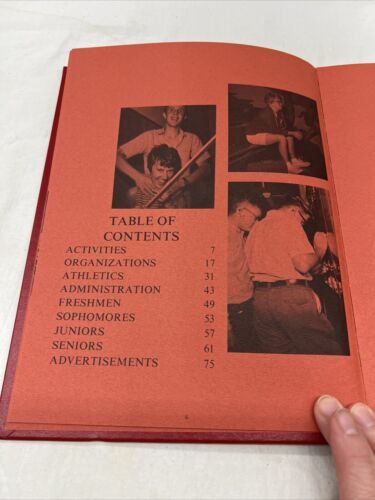 TABLE OF
CONTENTS
ACTIVITIES 7
ORGANIZATIONS 17
ATHLETICS 31
ADMINISTRATION 43
FRESHMEN 49
SOPHOMORES 53
JUNIORS 57
SENIORS 61
ADVERTISEMENTS 75